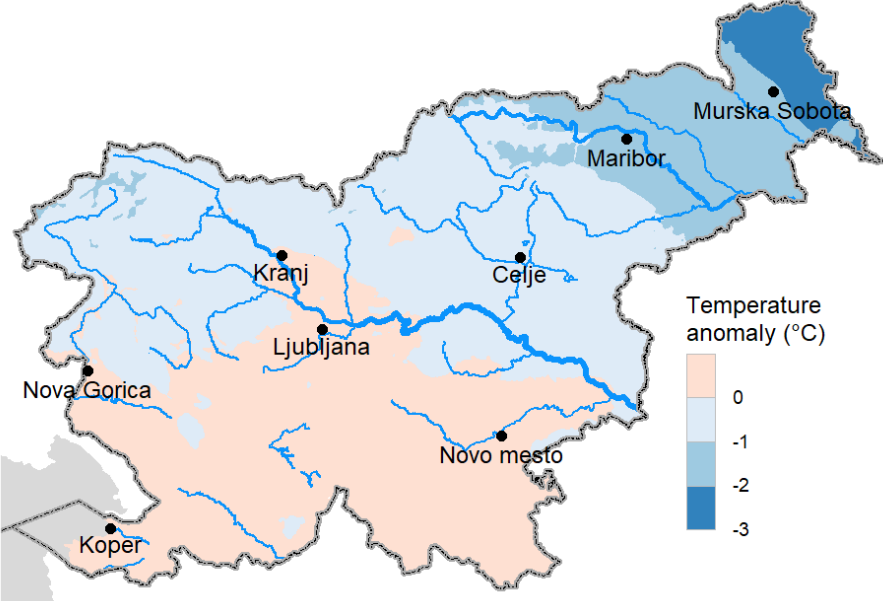 Murska Sobota
Maribor
Kranj
Celje
Temperature
anomaly (°C)
Ljubljana
0
Nova Gorica
-1
Novo mesto
-2
-3
Koper